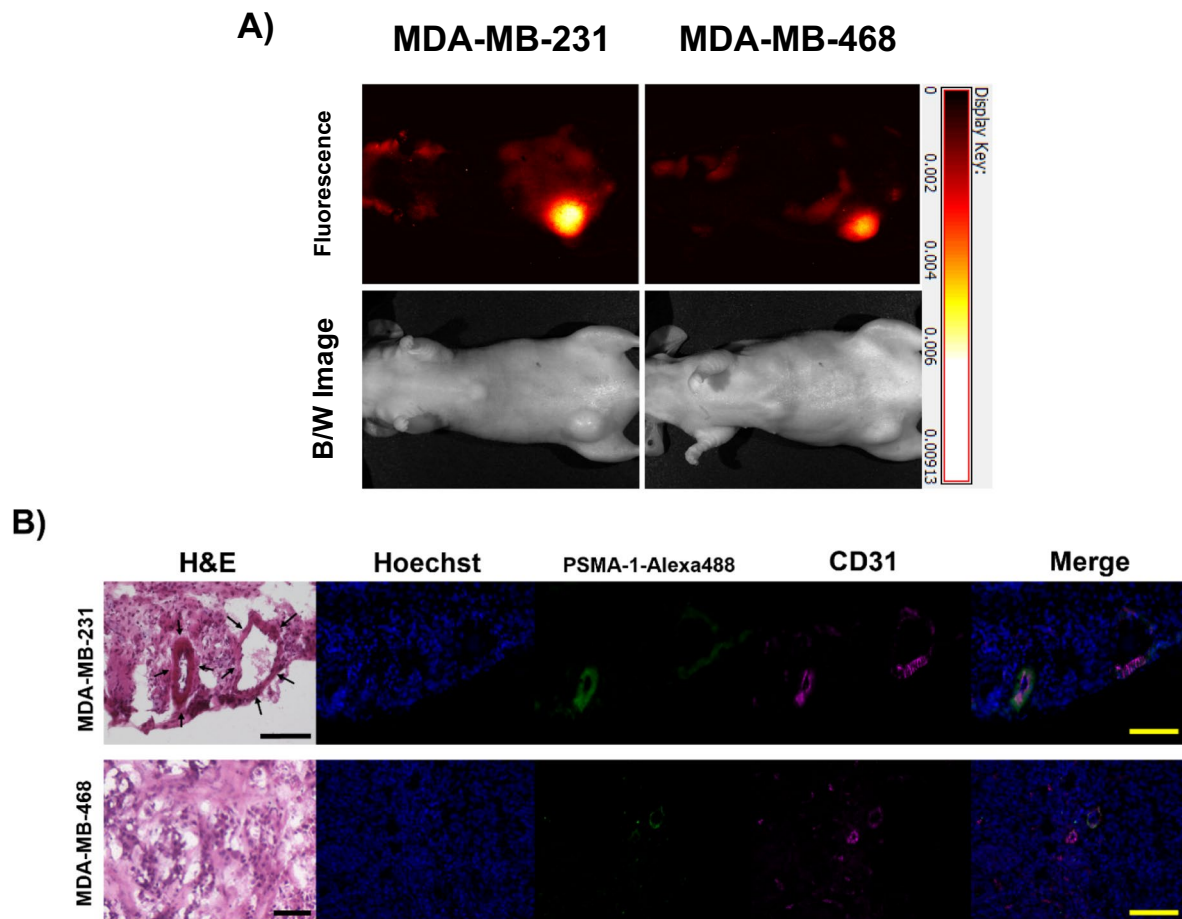 A)
MDA-MB-231
MDA-MB-468
Fluorescence
B/W Image
Display Key:
0
0.002
0.004
0.006
0.00913
B)
H&E
Hoechst
PSMA-1-Alexa488
CD31
Merge
MDA-MB-231
MDA-MB-468